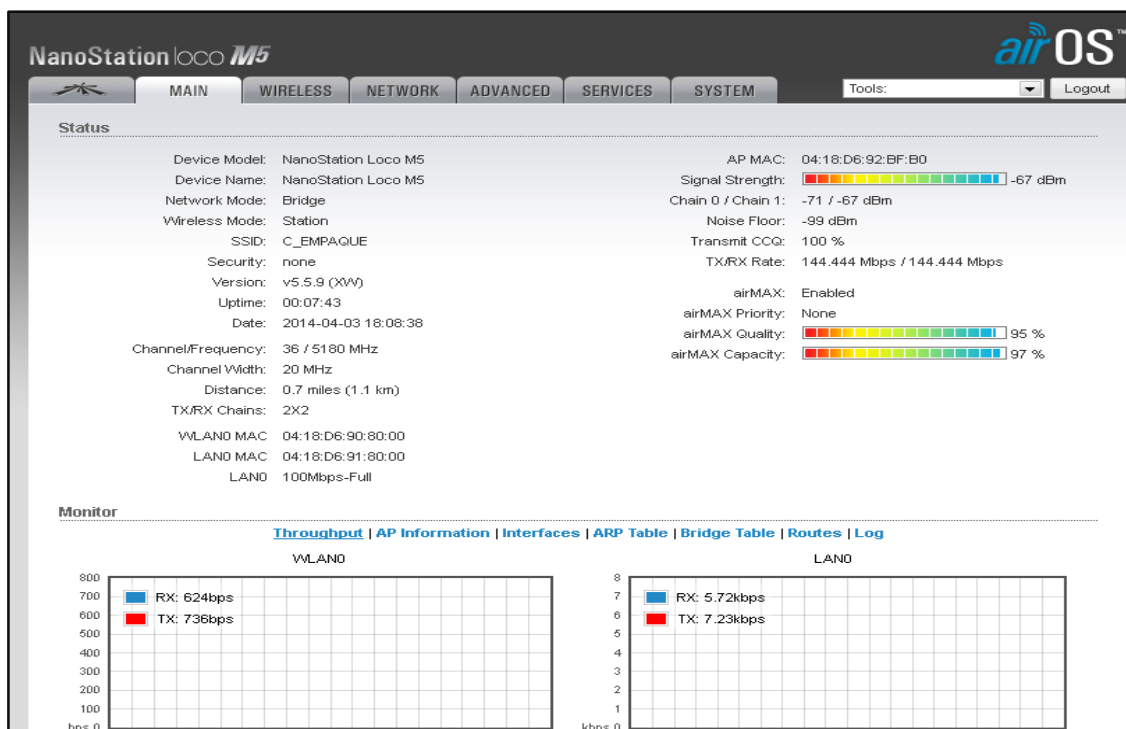 NanoStation loco M5
airOS™
MAIN WIRELESS NETWORK ADVANCED SERVICES SYSTEM Tools: Logout
Status
Device Model: NanoStation Loco M5
Device Name: NanoStation Loco M5
Network Mode: Bridge
Wireless Mode: Station
SSID: C_EMPAQUE
Security: none
Version: v5.5.9 (XW)
Uptime: 00:07:43
Date: 2014-04-03 18:08:38
Channel/Frequency: 36 / 5180 MHz
Channel Width: 20 MHz
Distance: 0.7 miles (1.1 km)
TX/RX Chains: 2X2
WLAN0 MAC 04:18:D6:90:80:00
LAN0 MAC 04:18:D6:91:80:00
LAN0 100Mbps-Full
AP MAC: 04:18:D6:92:BF:B0
Signal Strength: -67 dBm
Chain 0 / Chain 1: -71 / -67 dBm
Noise Floor: -99 dBm
Transmit CCQ: 100 %
TX/RX Rate: 144.444 Mbps / 144.444 Mbps
airMAX: Enabled
airMAX Priority: None
airMAX Quality: 95 %
airMAX Capacity: 97 %
Monitor
Throughput | AP Information | Interfaces | ARP Table | Bridge Table | Routes | Log
WLAN0
800
700
600
500
400
300
200
100
bps 0
RX: 624bps
TX: 736bps
LAN0
8
7
6
5
4
3
2
1
kbps 0
RX: 5.72kbps
TX: 7.23kbps